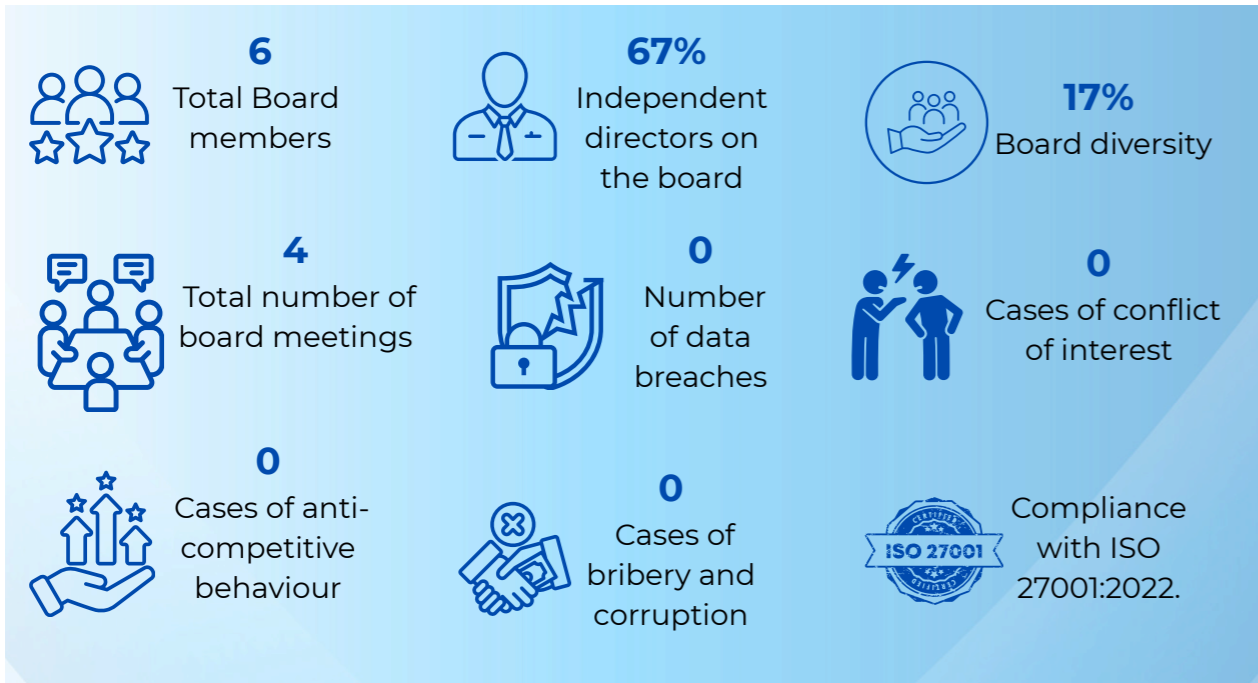 6
Total Board
members
67%
Independent
directors on
the board
17%
Board diversity
4
Total number of
board meetings
0
Number
of data
breaches
0
Cases of conflict
of interest
0
Cases of anti-
competitive
behaviour
0
Cases of
bribery and
corruption
CERTIFIED
ISO 27001
CERTIFIED
Compliance
with ISO
27001:2022.